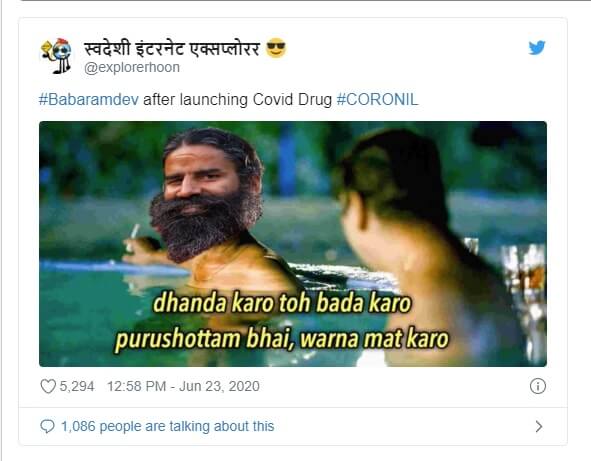 स्वदेशी इंटरनेट एक्सप्लोरर 😎
@explorerhoon
#Babaramdev after launching Covid Drug #CORONIL
dhanda karo toh bada karo
purushottam bhai, warna mat karo
5,294 12:58 PM - Jun 23, 2020
1,086 people are talking about this